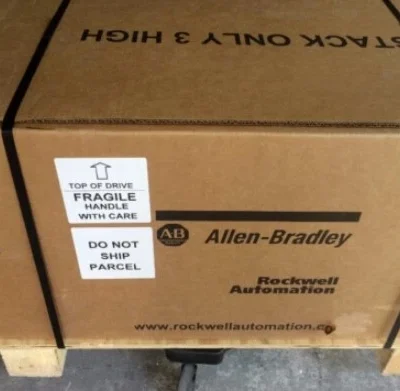 STACK ONLY 3 HIGH
TOP OF DRIVE
FRAGILE
HANDLE
WITH CARE
DO NOT
SHIP
PARCEL
AB Allen-Bradley
Rockwell
Automation
www.rockwellautomation.co